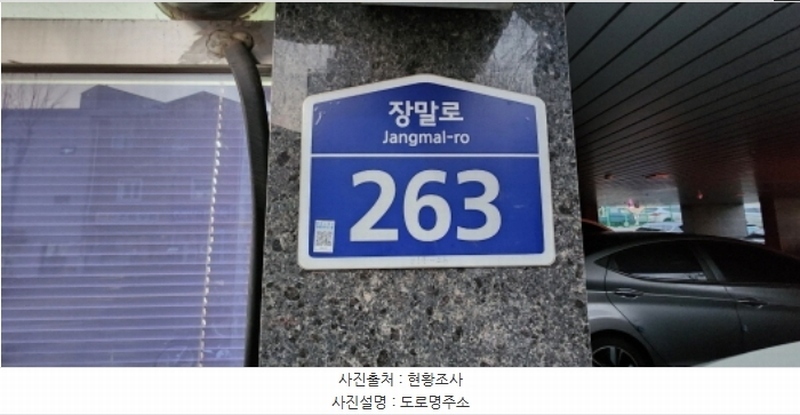 장말로
Jangmal-ro
263
사진출처 : 현황조사
사진설명 : 도로명주소